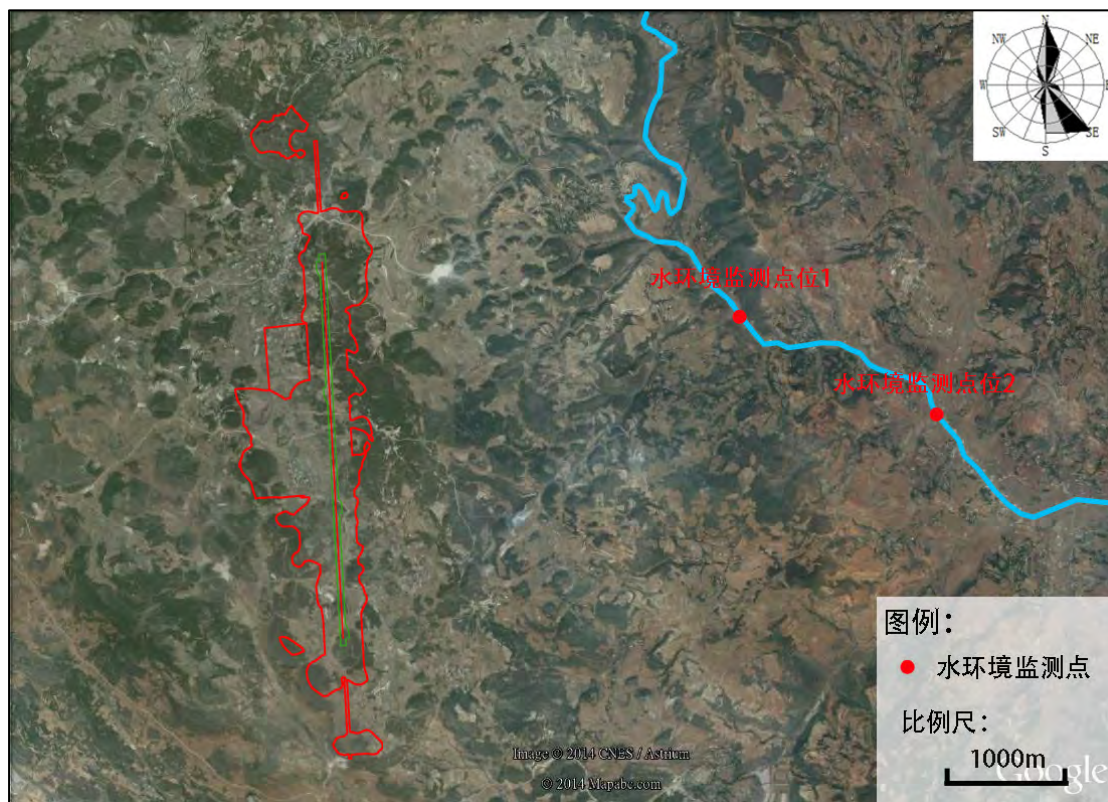 N
NW
NE
W
SW
SE
S
水环境监测点位1
水环境监测点位2
图例：
水环境监测点
比例尺：
1000m
Image © 2014 CNES / Astrium
© 2014 Mapabc.com
Google